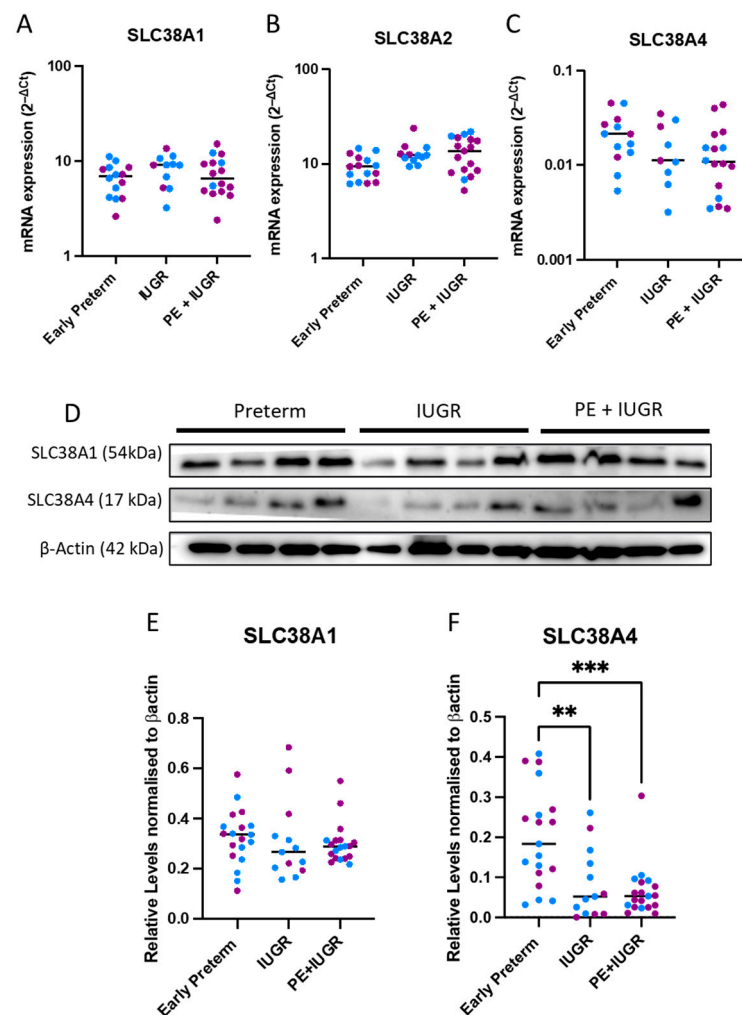 A
SLC38A1
mRNA expression (2–ΔCt)
100
10
1
Early Preterm
IUGR
PE + IUGR
B
SLC38A2
mRNA expression (2–ΔCt)
100
10
1
Early Preterm
IUGR
PE + IUGR
C
SLC38A4
mRNA expression (2–ΔCt)
0.1
0.01
0.001
Early Preterm
IUGR
PE + IUGR
D
Preterm
IUGR
PE + IUGR
SLC38A1 (54kDa)
SLC38A4 (17 kDa)
β-Actin (42 kDa)
E
SLC38A1
Relative Levels normalised to βactin
0.8
0.6
0.4
0.2
0.0
Early Preterm
IUGR
PE+IUGR
F
SLC38A4
Relative Levels normalised to βactin
0.5
0.4
0.3
0.2
0.1
0.0
***
**
Early Preterm
IUGR
PE+IUGR